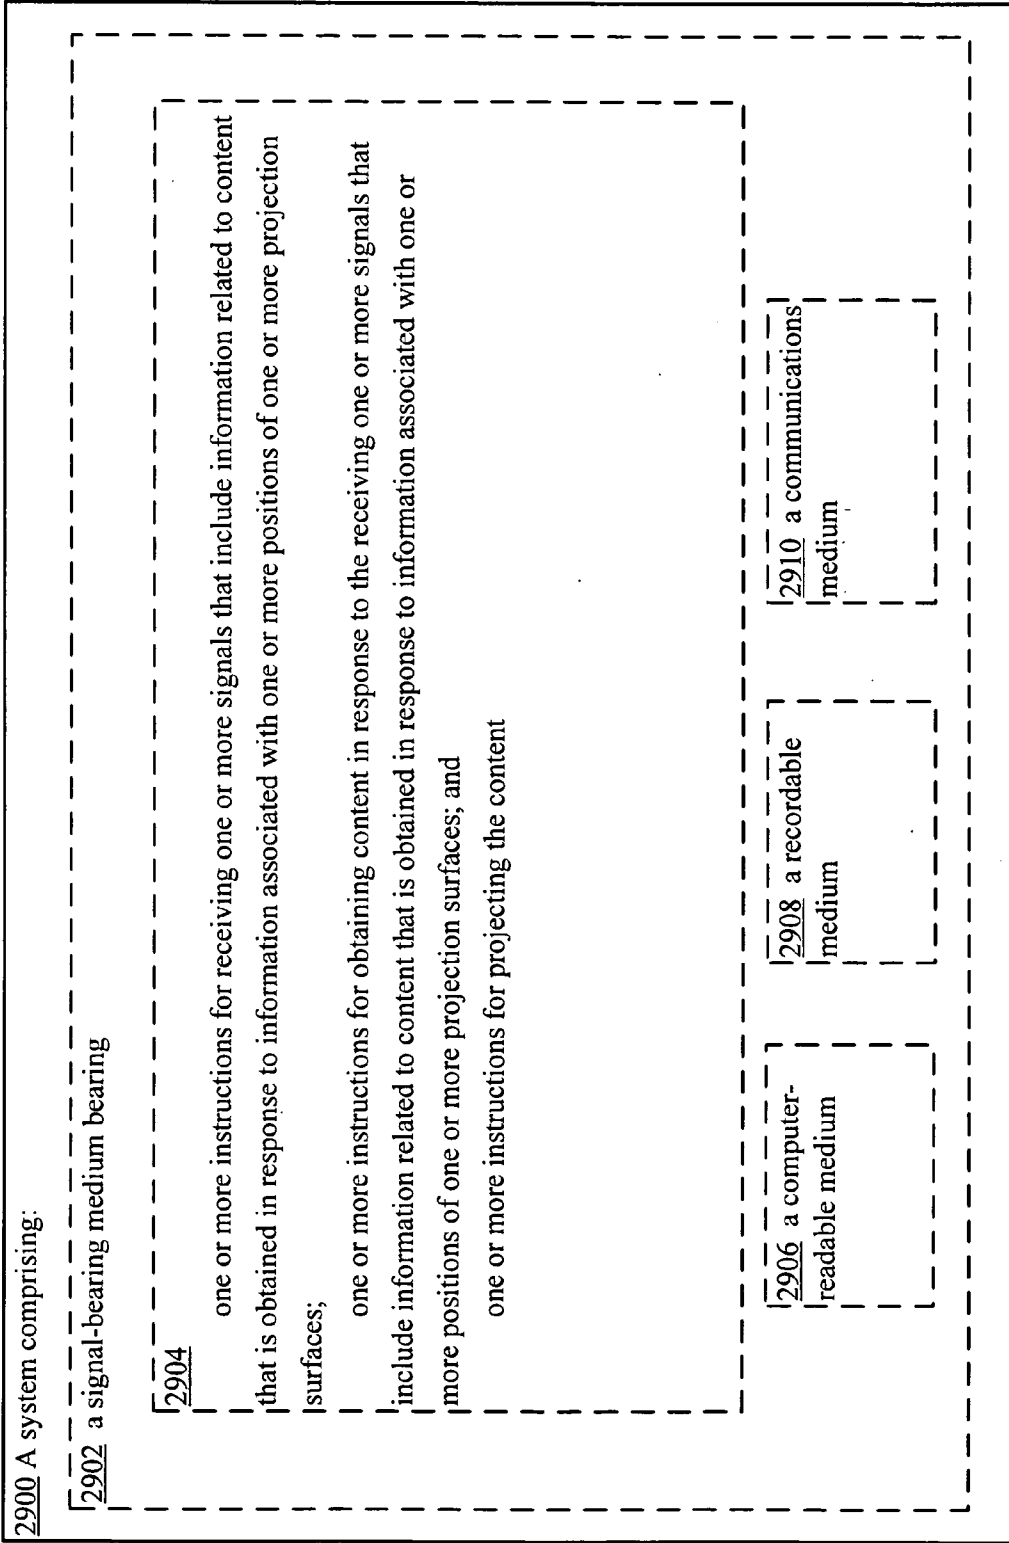 2900 A system comprising:
2902 a signal-bearing medium bearing
2904
one or more instructions for receiving one or more signals that include information related to content
that is obtained in response to information associated with one or more positions of one or more projection
surfaces;
one or more instructions for obtaining content in response to the receiving one or more signals that
include information related to content that is obtained in response to information associated with one or
more positions of one or more projection surfaces; and
one or more instructions for projecting the content
2906 a computer-
readable medium
2908 a recordable
medium
2910 a communications
medium